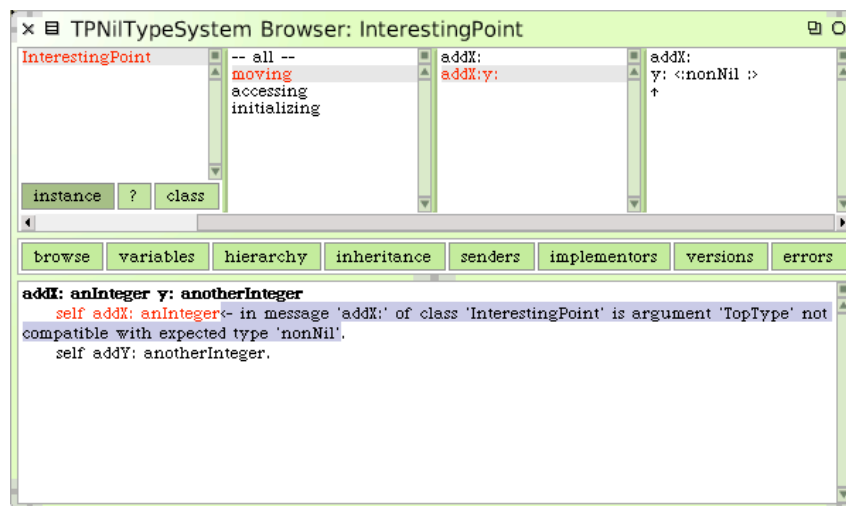 TPNilTypeSystem Browser: InterestingPoint
InterestingPoint
instance ? class
-- all --
moving
accessing
initializing
addX:
addX:y:
addX:
y: <:nonNil :>
↑
browse variables hierarchy inheritance senders implementors versions errors
addX: anInteger y: anotherInteger
self addX: anInteger<- in message 'addX:' of class 'InterestingPoint' is argument 'TopType' not
compatible with expected type 'nonNil'.
self addY: anotherInteger.